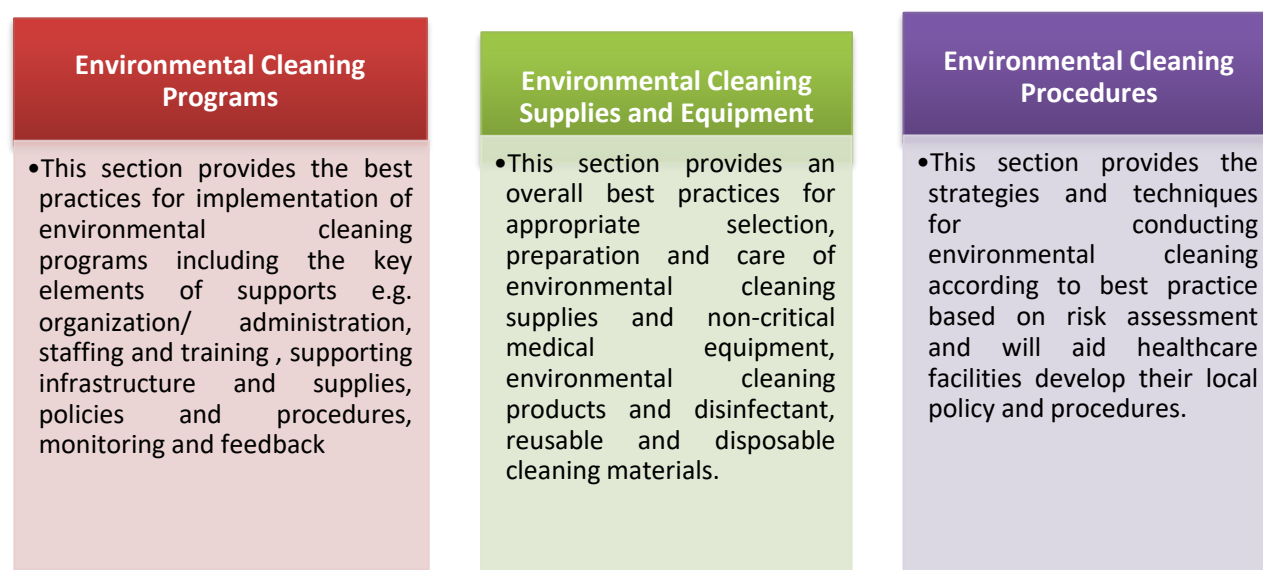 Environmental Cleaning
Programs
•This section provides the best
practices for implementation of
environmental cleaning
programs including the key
elements of supports e.g.
organization/ administration,
staffing and training , supporting
infrastructure and supplies,
policies and procedures,
monitoring and feedback
Environmental Cleaning
Supplies and Equipment
•This section provides an
overall best practices for
appropriate selection,
preparation and care of
environmental cleaning
supplies and non-critical
medical equipment,
environmental cleaning
products and disinfectant,
reusable and disposable
cleaning materials.
Environmental Cleaning
Procedures
•This section provides the
strategies and techniques
for conducting
environmental cleaning
according to best practice
based on risk assessment
and will aid healthcare
facilities develop their local
policy and procedures.